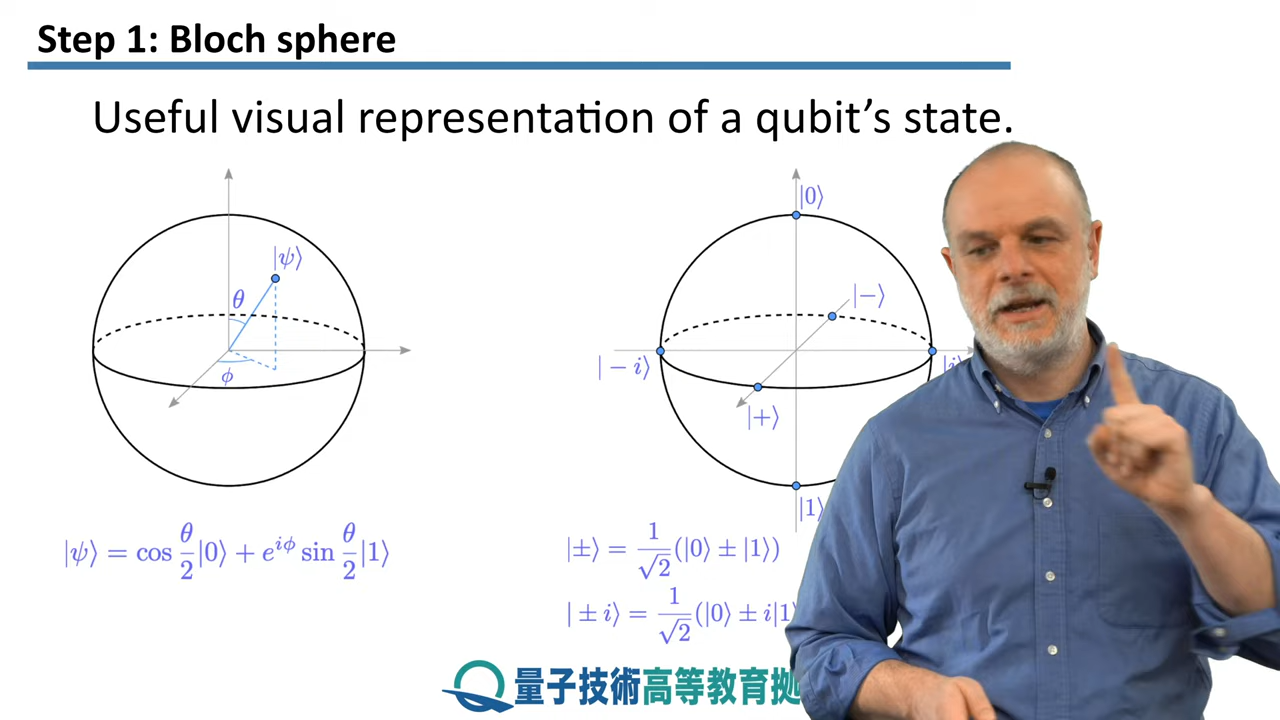 Step 1: Bloch sphere
Useful visual representation of a qubit's state.
|ψ⟩
θ
ϕ
|ψ⟩ = cos θ/2 |0⟩ + e^{iϕ} sin θ/2 |1⟩
|0⟩
|−⟩
|−i⟩
|i⟩
|+⟩
|1⟩
|±⟩ = 1/√2 (|0⟩ ± |1⟩)
|±i⟩ = 1/√2 (|0⟩ ± i|1
量子技術高等教育拠